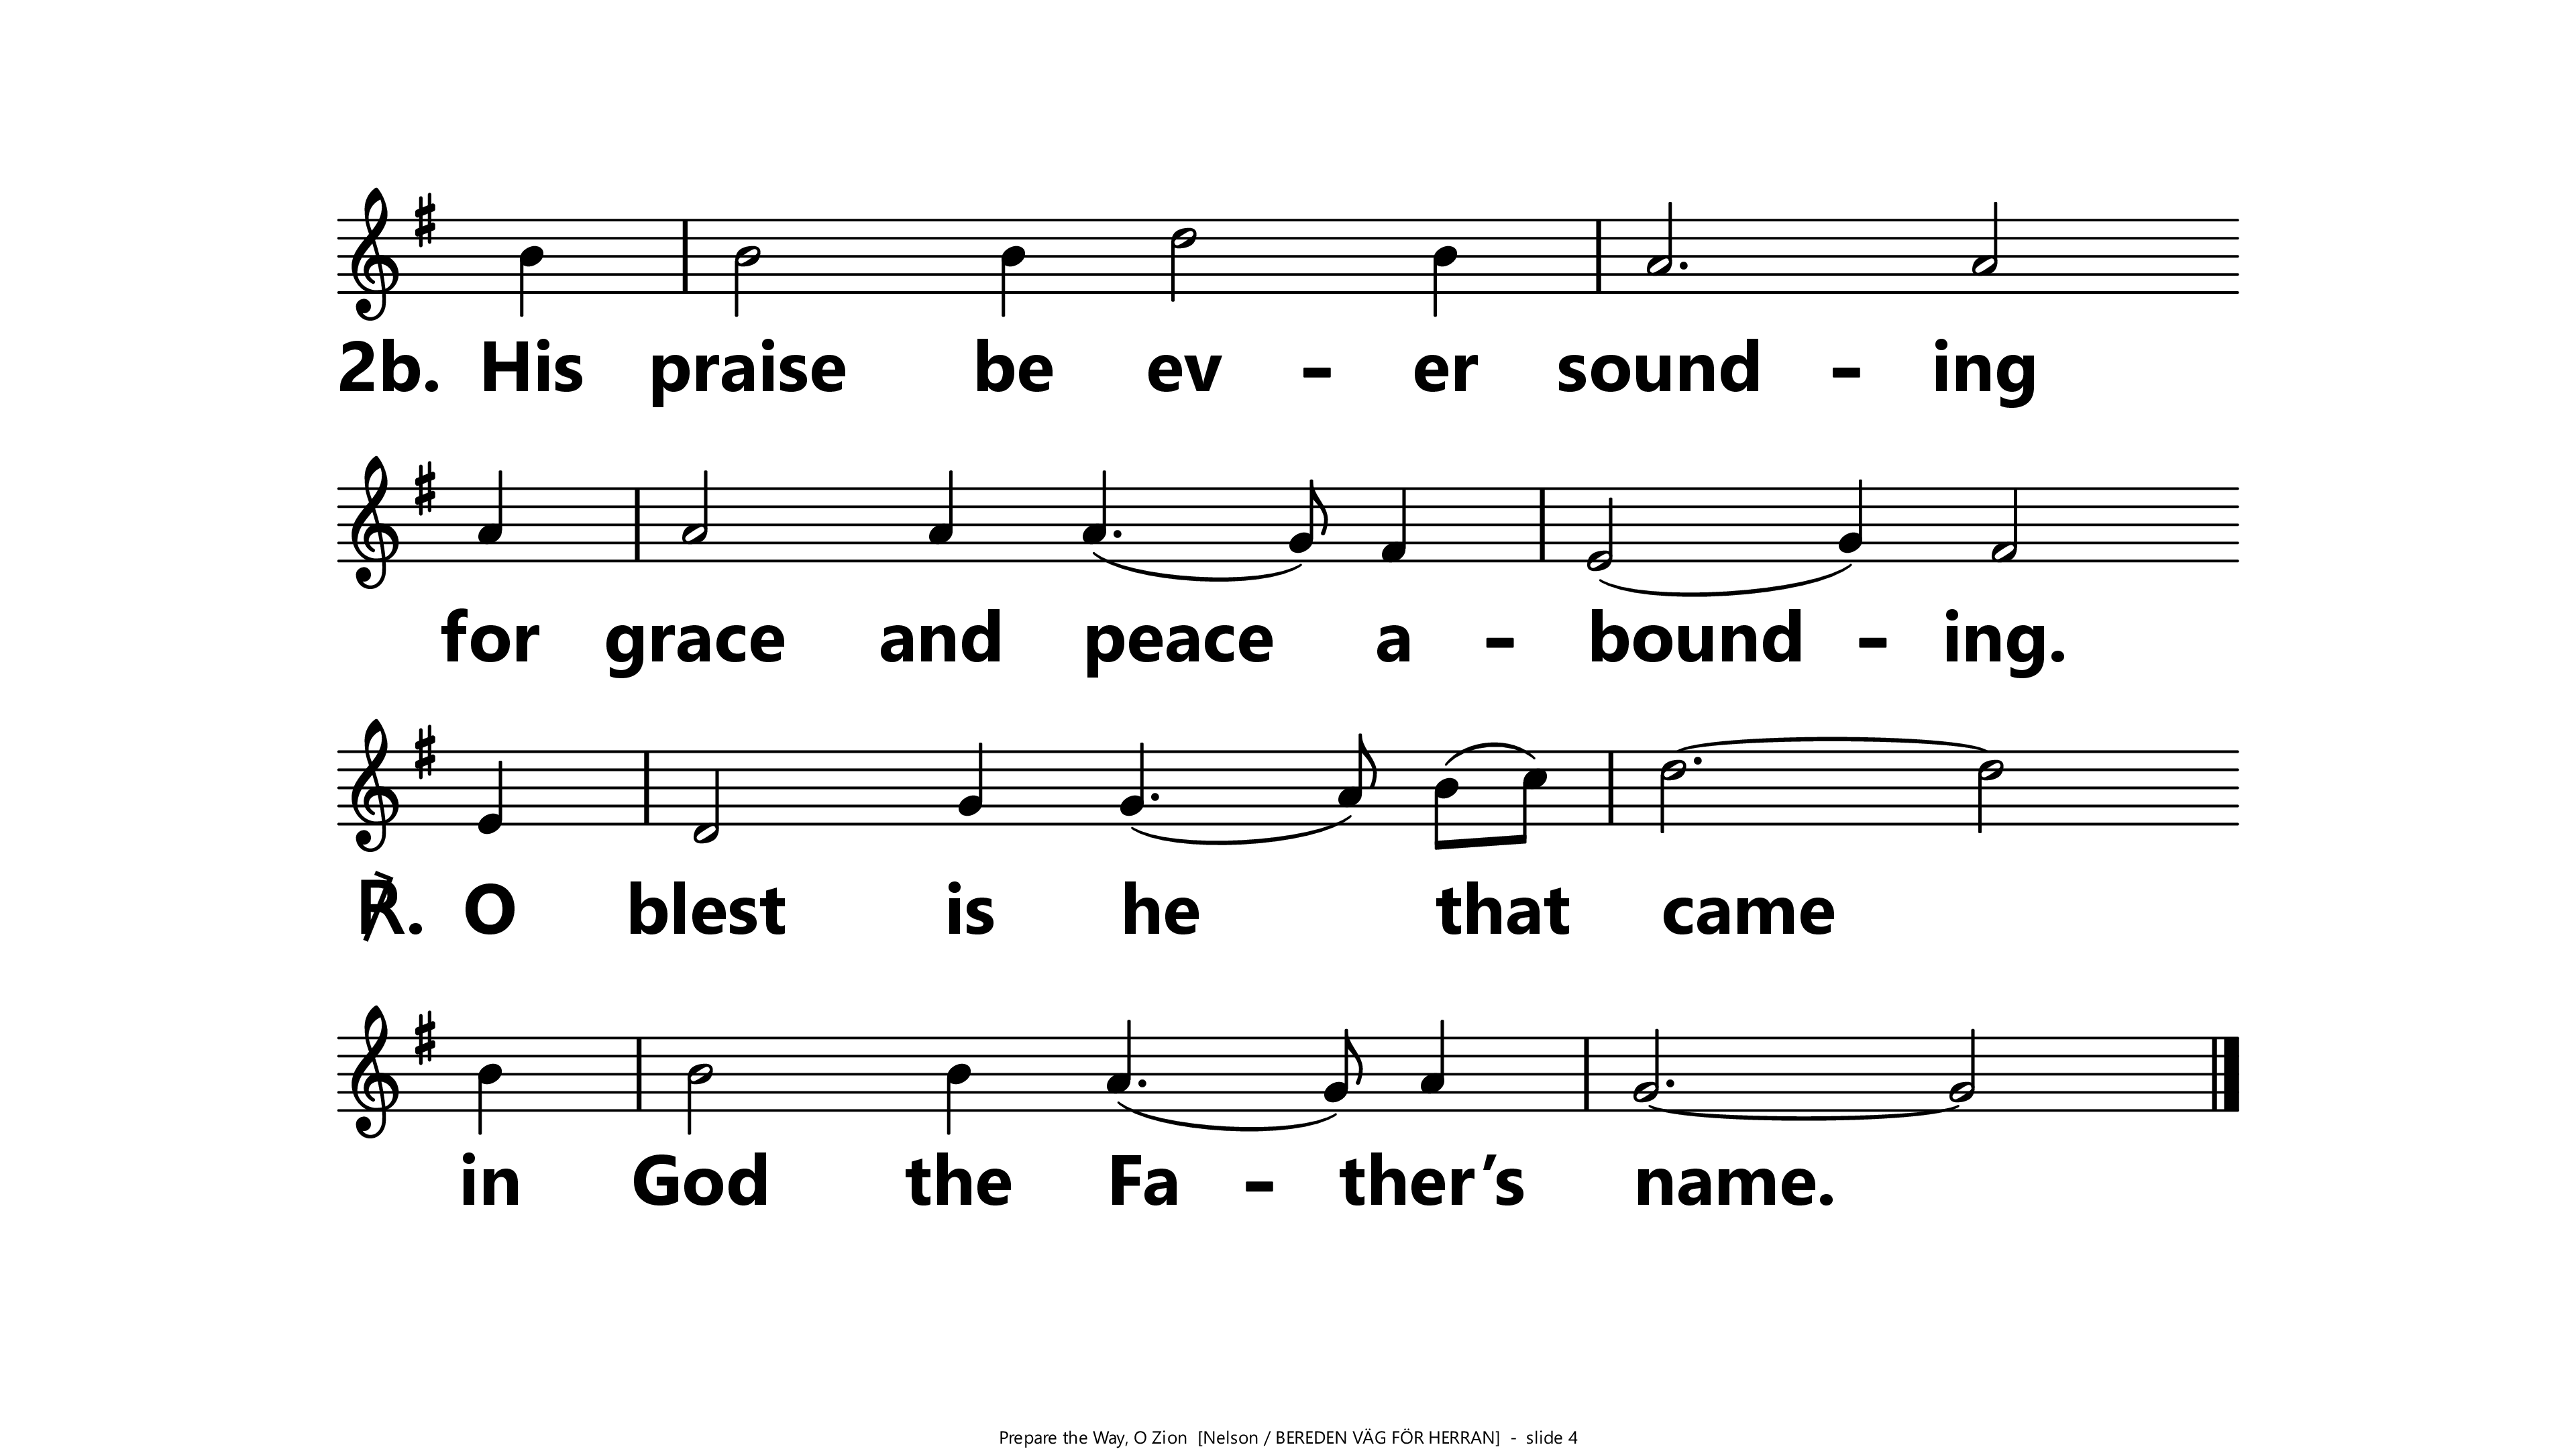 2b. His praise be ev - er sound - ing
for grace and peace a - bound - ing.
℟. O blest is he that came
in God the Fa - ther’s name.
Prepare the Way, O Zion [Nelson / BEREDEN VÄG FÖR HERRAN] - slide 4